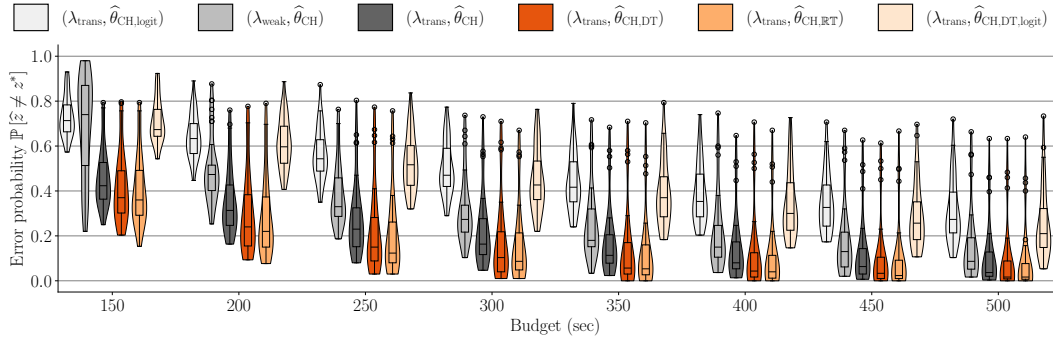 (λtrans, θ̂CH,logit) (λweak, θ̂CH) (λtrans, θ̂CH) (λtrans, θ̂CH,DT) (λtrans, θ̂CH,ℝ𝕋) (λtrans, θ̂CH,DT,logit)
1.0
0.8
0.6
0.4
0.2
0.0
Error probability ℙ [ẑ ≠ z*]
150 200 250 300 350 400 450 500
Budget (sec)